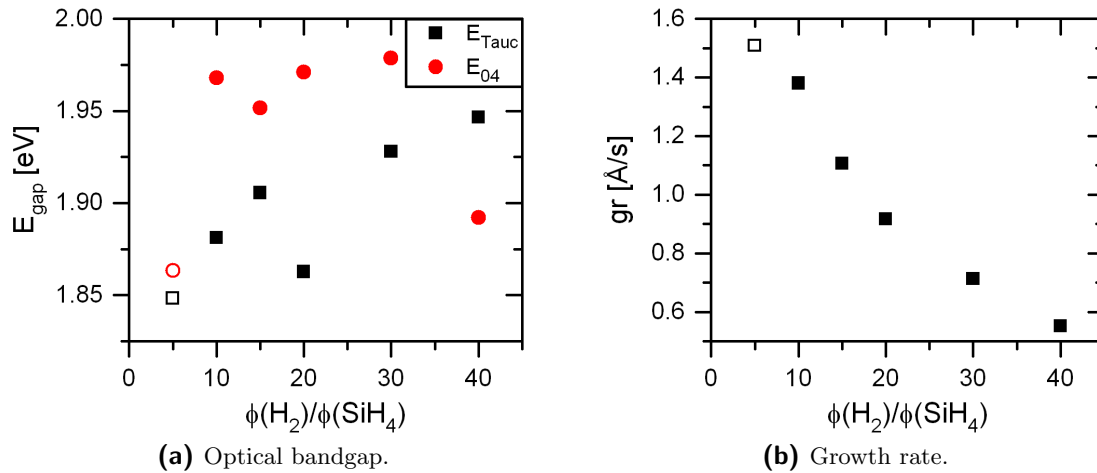 2.00
1.95
1.90
1.85
E_gap [eV]
E_Tauc
E_04
0 10 20 30 40
ϕ(H₂)/ϕ(SiH₄)
(a) Optical bandgap.
1.6
1.4
1.2
1.0
0.8
0.6
gr [Å/s]
0 10 20 30 40
ϕ(H₂)/ϕ(SiH₄)
(b) Growth rate.